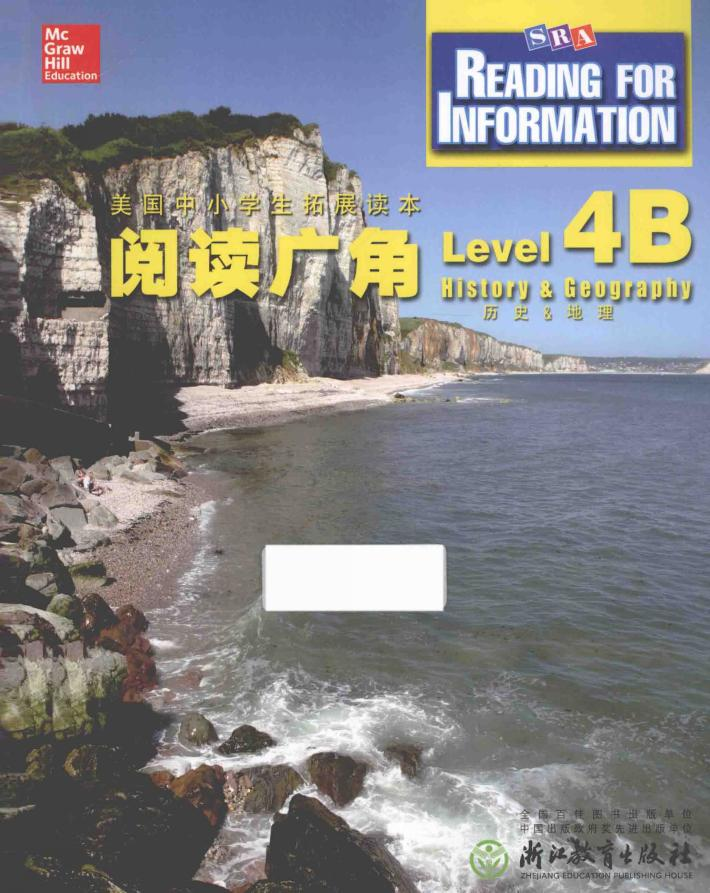 Mc
Graw
Hill
Education
SRA
READING FOR
INFORMATION
美国中小学生拓展读本
阅读广角
Level 4B
History & Geography
历史 & 地理
全国百佳图书出版单位
中国出版政府奖先进出版单位
浙江教育出版社
ZHEJIANG EDUCATION PUBLISHING HOUSE